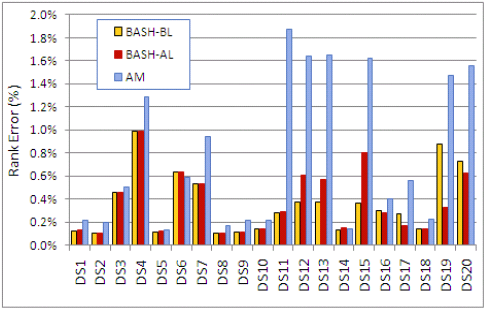 2.0%
1.8%
1.6%
1.4%
1.2%
1.0%
0.8%
0.6%
0.4%
0.2%
0.0%
Rank Error (%)
BASH-BL
BASH-AL
AM
DS1
DS2
DS3
DS4
DS5
DS6
DS7
DS8
DS9
DS10
DS11
DS12
DS13
DS14
DS15
DS16
DS17
DS18
DS19
DS20